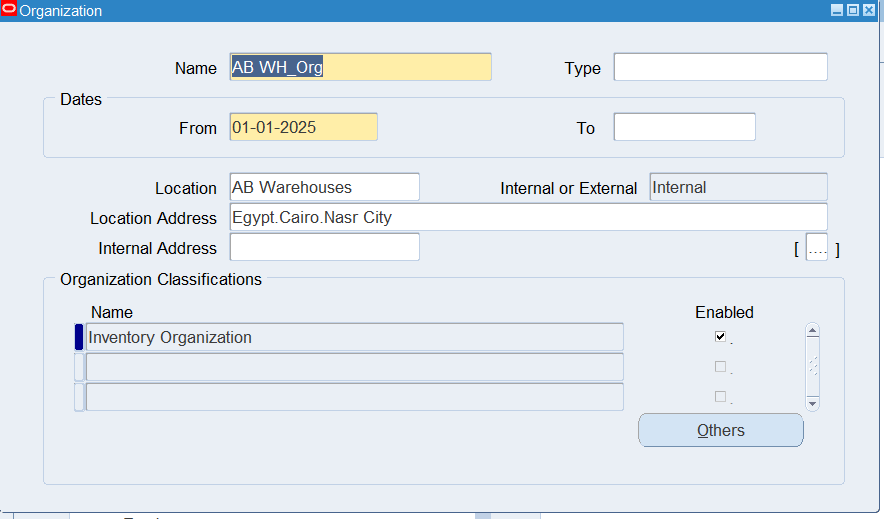 Organization
Name AB WH_Org Type
Dates
From 01-01-2025 To
Location AB Warehouses Internal or External Internal
Location Address Egypt.Cairo.Nasr City
Internal Address [ .... ]
Organization Classifications
Name Enabled
Inventory Organization
Others